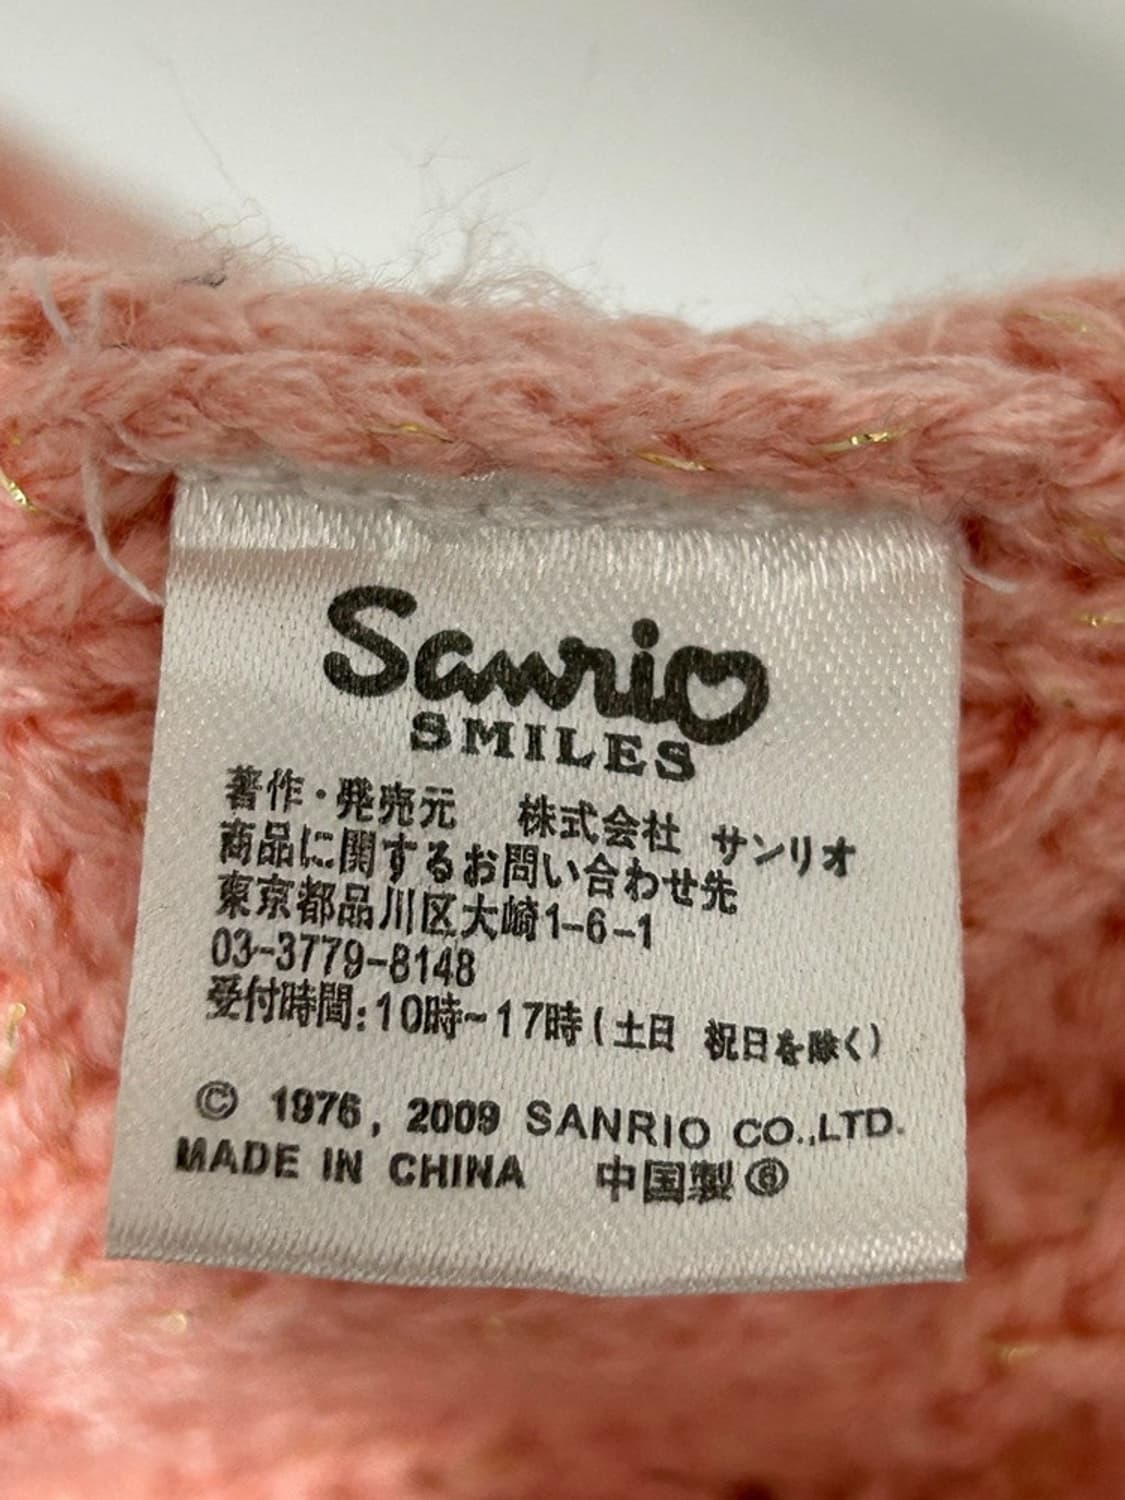 Sanrio
SMILES
著作・発売元 株式会社 サンリオ
商品に関するお問い合わせ先
東京都品川区大崎1-6-1
03-3779-8148
受付時間:10時~17時(土日 祝日を除く)
© 1976, 2009 SANRIO CO.,LTD.
MADE IN CHINA 中国製⑥